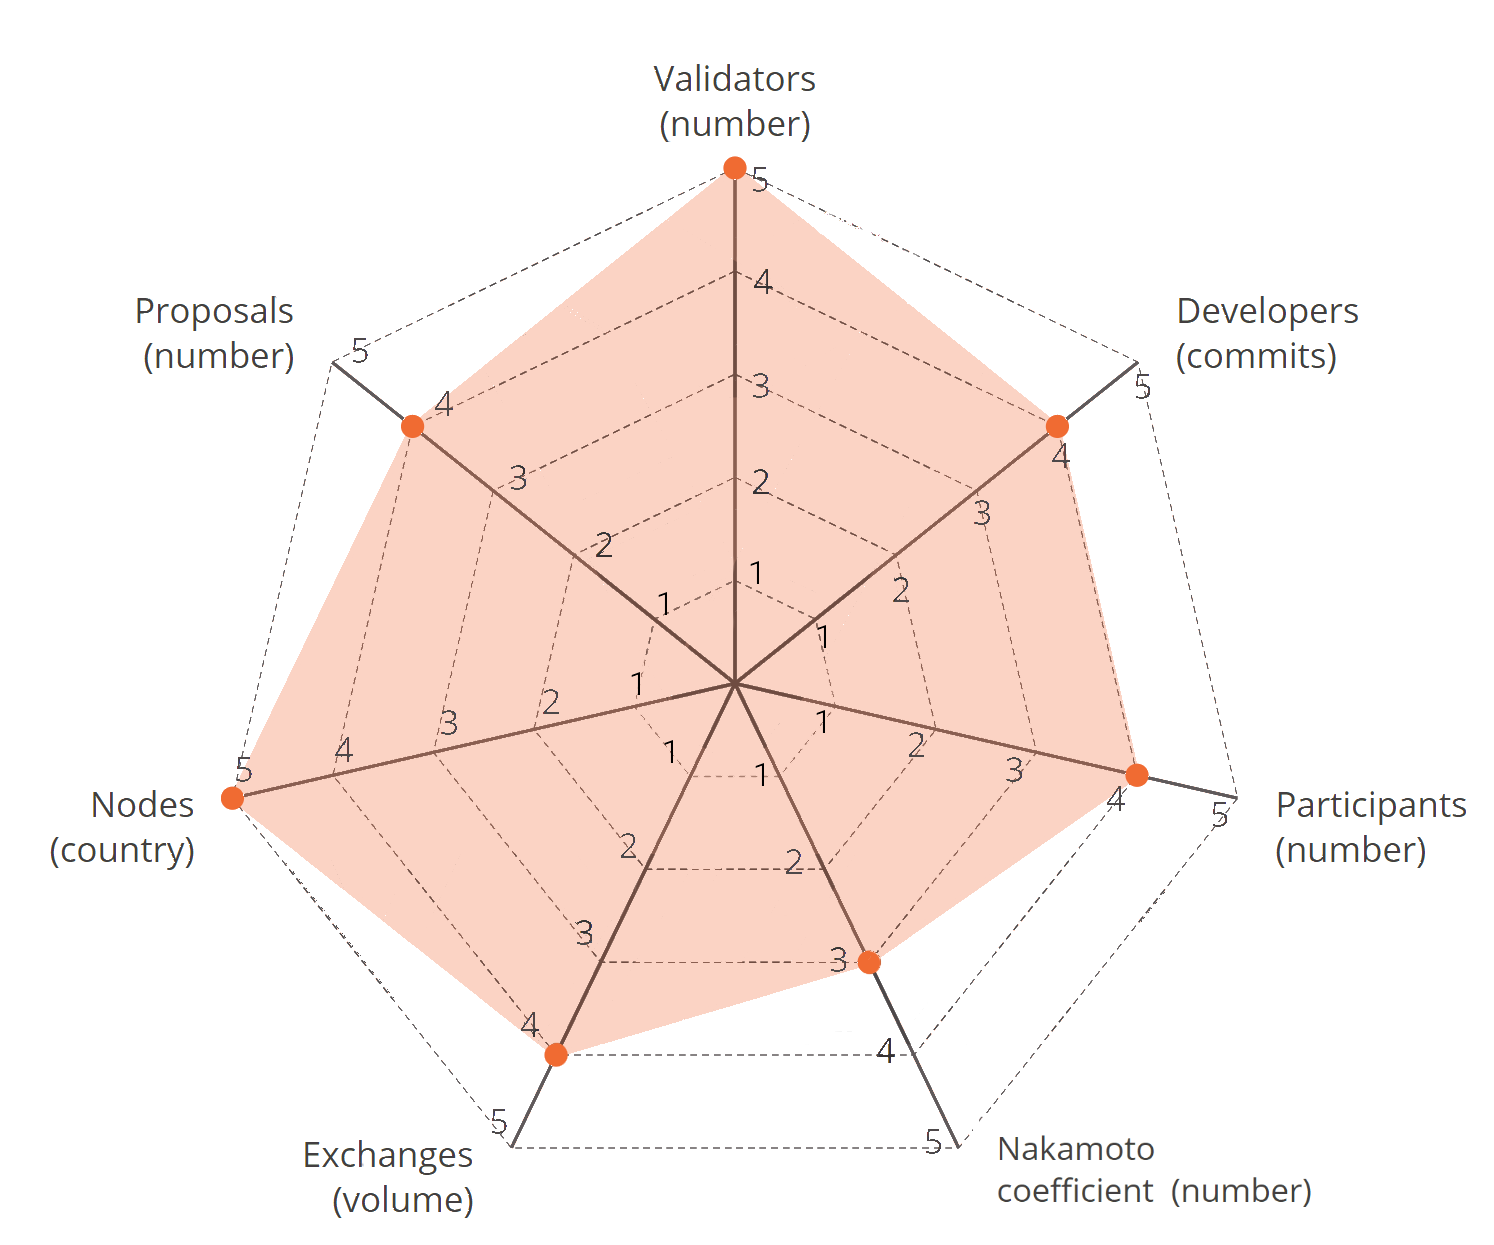 Validators
(number)
5
4
3
2
1
Developers
(commits)
5
4
3
2
1
Participants
(number)
1
2
3
4
5
Nakamoto
coefficient (number)
1
2
3
4
5
Exchanges
(volume)
1
2
3
4
5
Nodes
(country)
5
4
3
2
1
Proposals
(number)
5
4
3
2
1